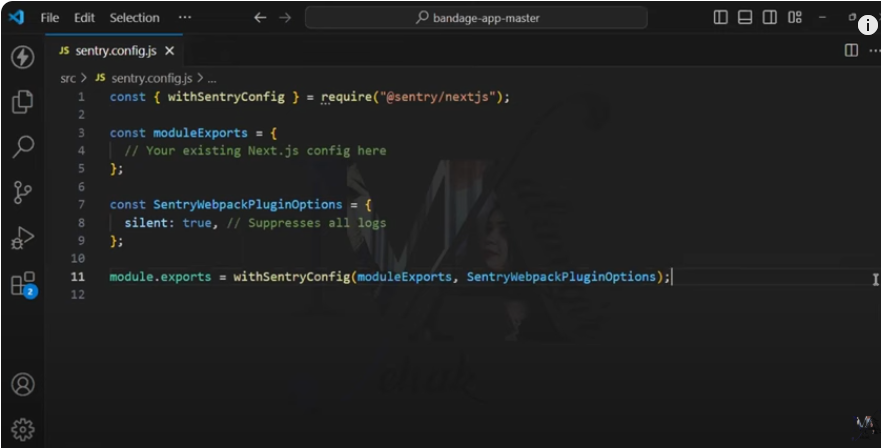 File Edit Selection ··· bandage-app-master
JS sentry.config.js ×
src > JS sentry.config.js > ...
1 const { withSentryConfig } = require("@sentry/nextjs");
2
3 const moduleExports = {
4 // Your existing Next.js config here
5 };
6
7 const SentryWebpackPluginOptions = {
8 silent: true, // Suppresses all logs
9 };
10
11 module.exports = withSentryConfig(moduleExports, SentryWebpackPluginOptions);
12
2